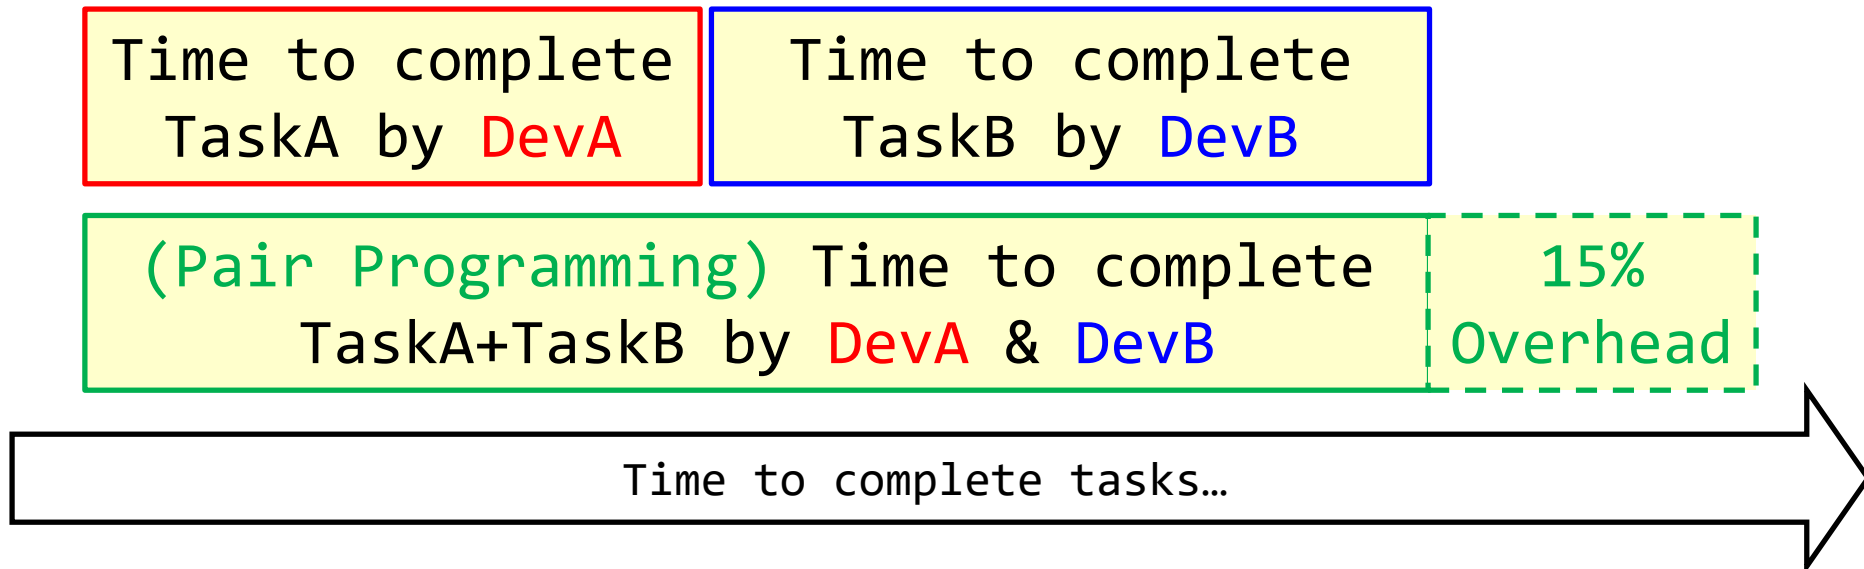 Time to complete
TaskA by DevA
Time to complete
TaskB by DevB
(Pair Programming) Time to complete
TaskA+TaskB by DevA & DevB
15%
Overhead
Time to complete tasks…